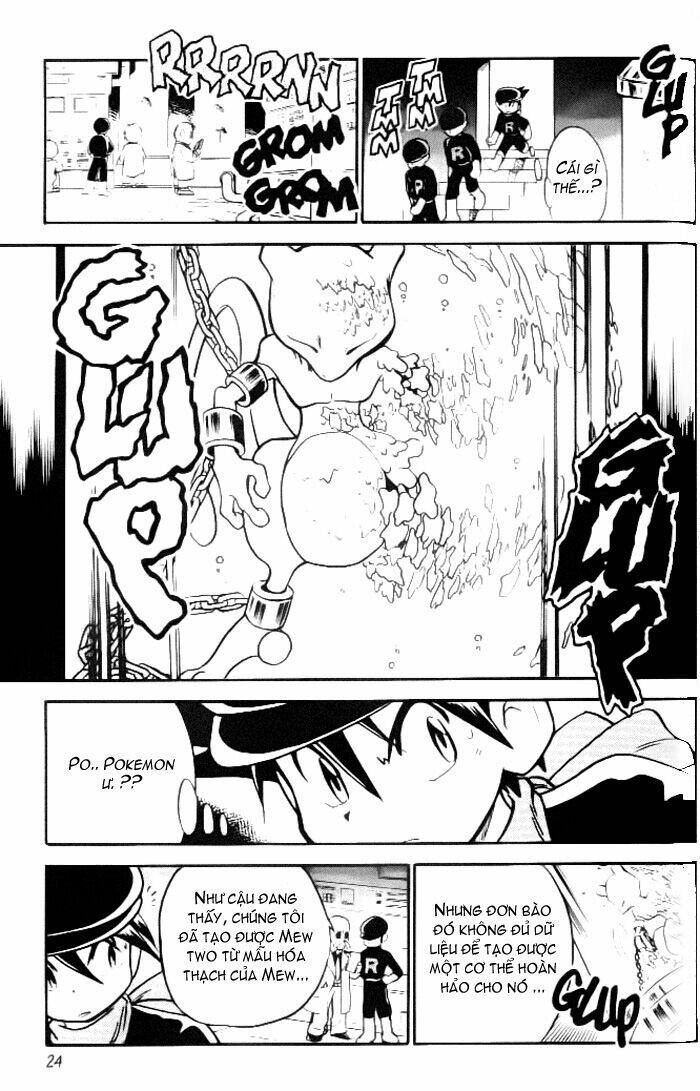 RRRRRNN
GROM
GROM
TMM
TMM
GLUP
R
R
CÁI GÌ
THẾ...?
GLUP
GLUP
PO.. POKEMON
Ư. ??
NHƯ CẬU ĐANG
THẤY, CHÚNG TÔI
ĐÃ TẠO ĐƯỢC MEW
TWO TỪ MẪU HÓA
THẠCH CỦA MEW...
R
NHƯNG ĐƠN BÀO
ĐÓ KHÔNG ĐỦ DỮ
LIỆU ĐỂ TẠO ĐƯỢC
MỘT CƠ THỂ HOÀN
HẢO CHO NÓ ...
GLUP
24